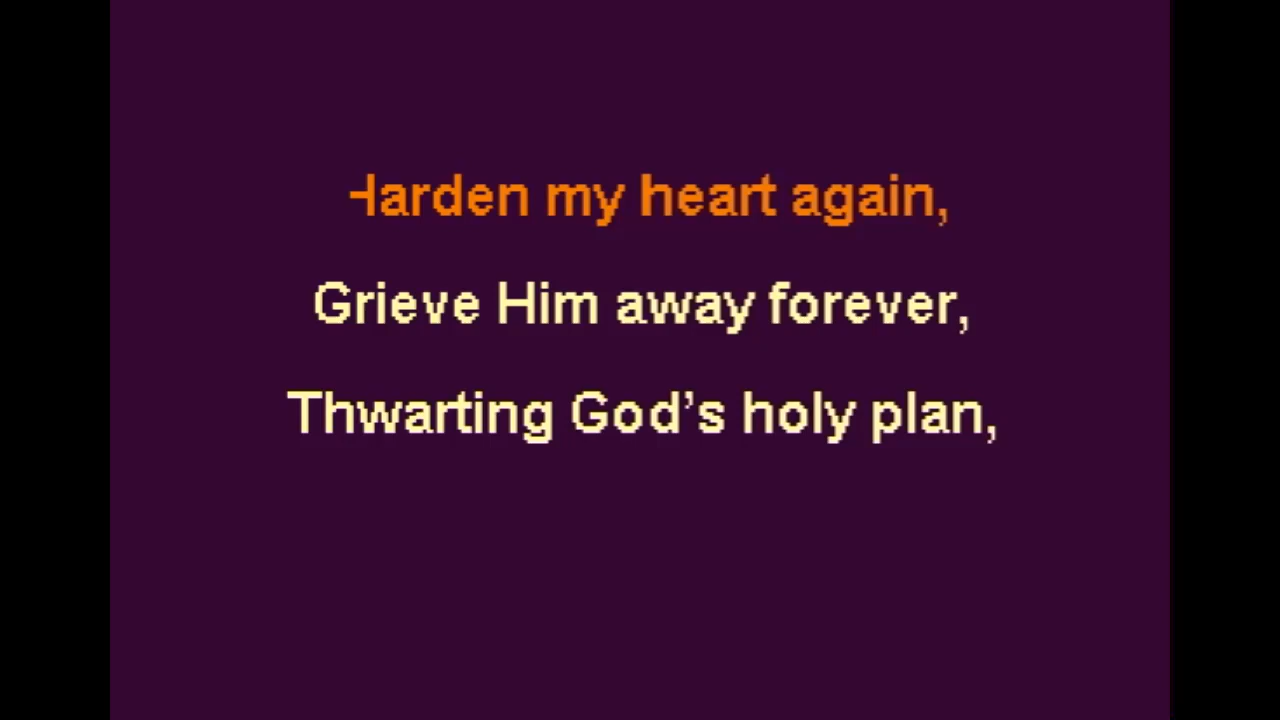 Harden my heart again,
Grieve Him away forever,
Thwarting God’s holy plan,